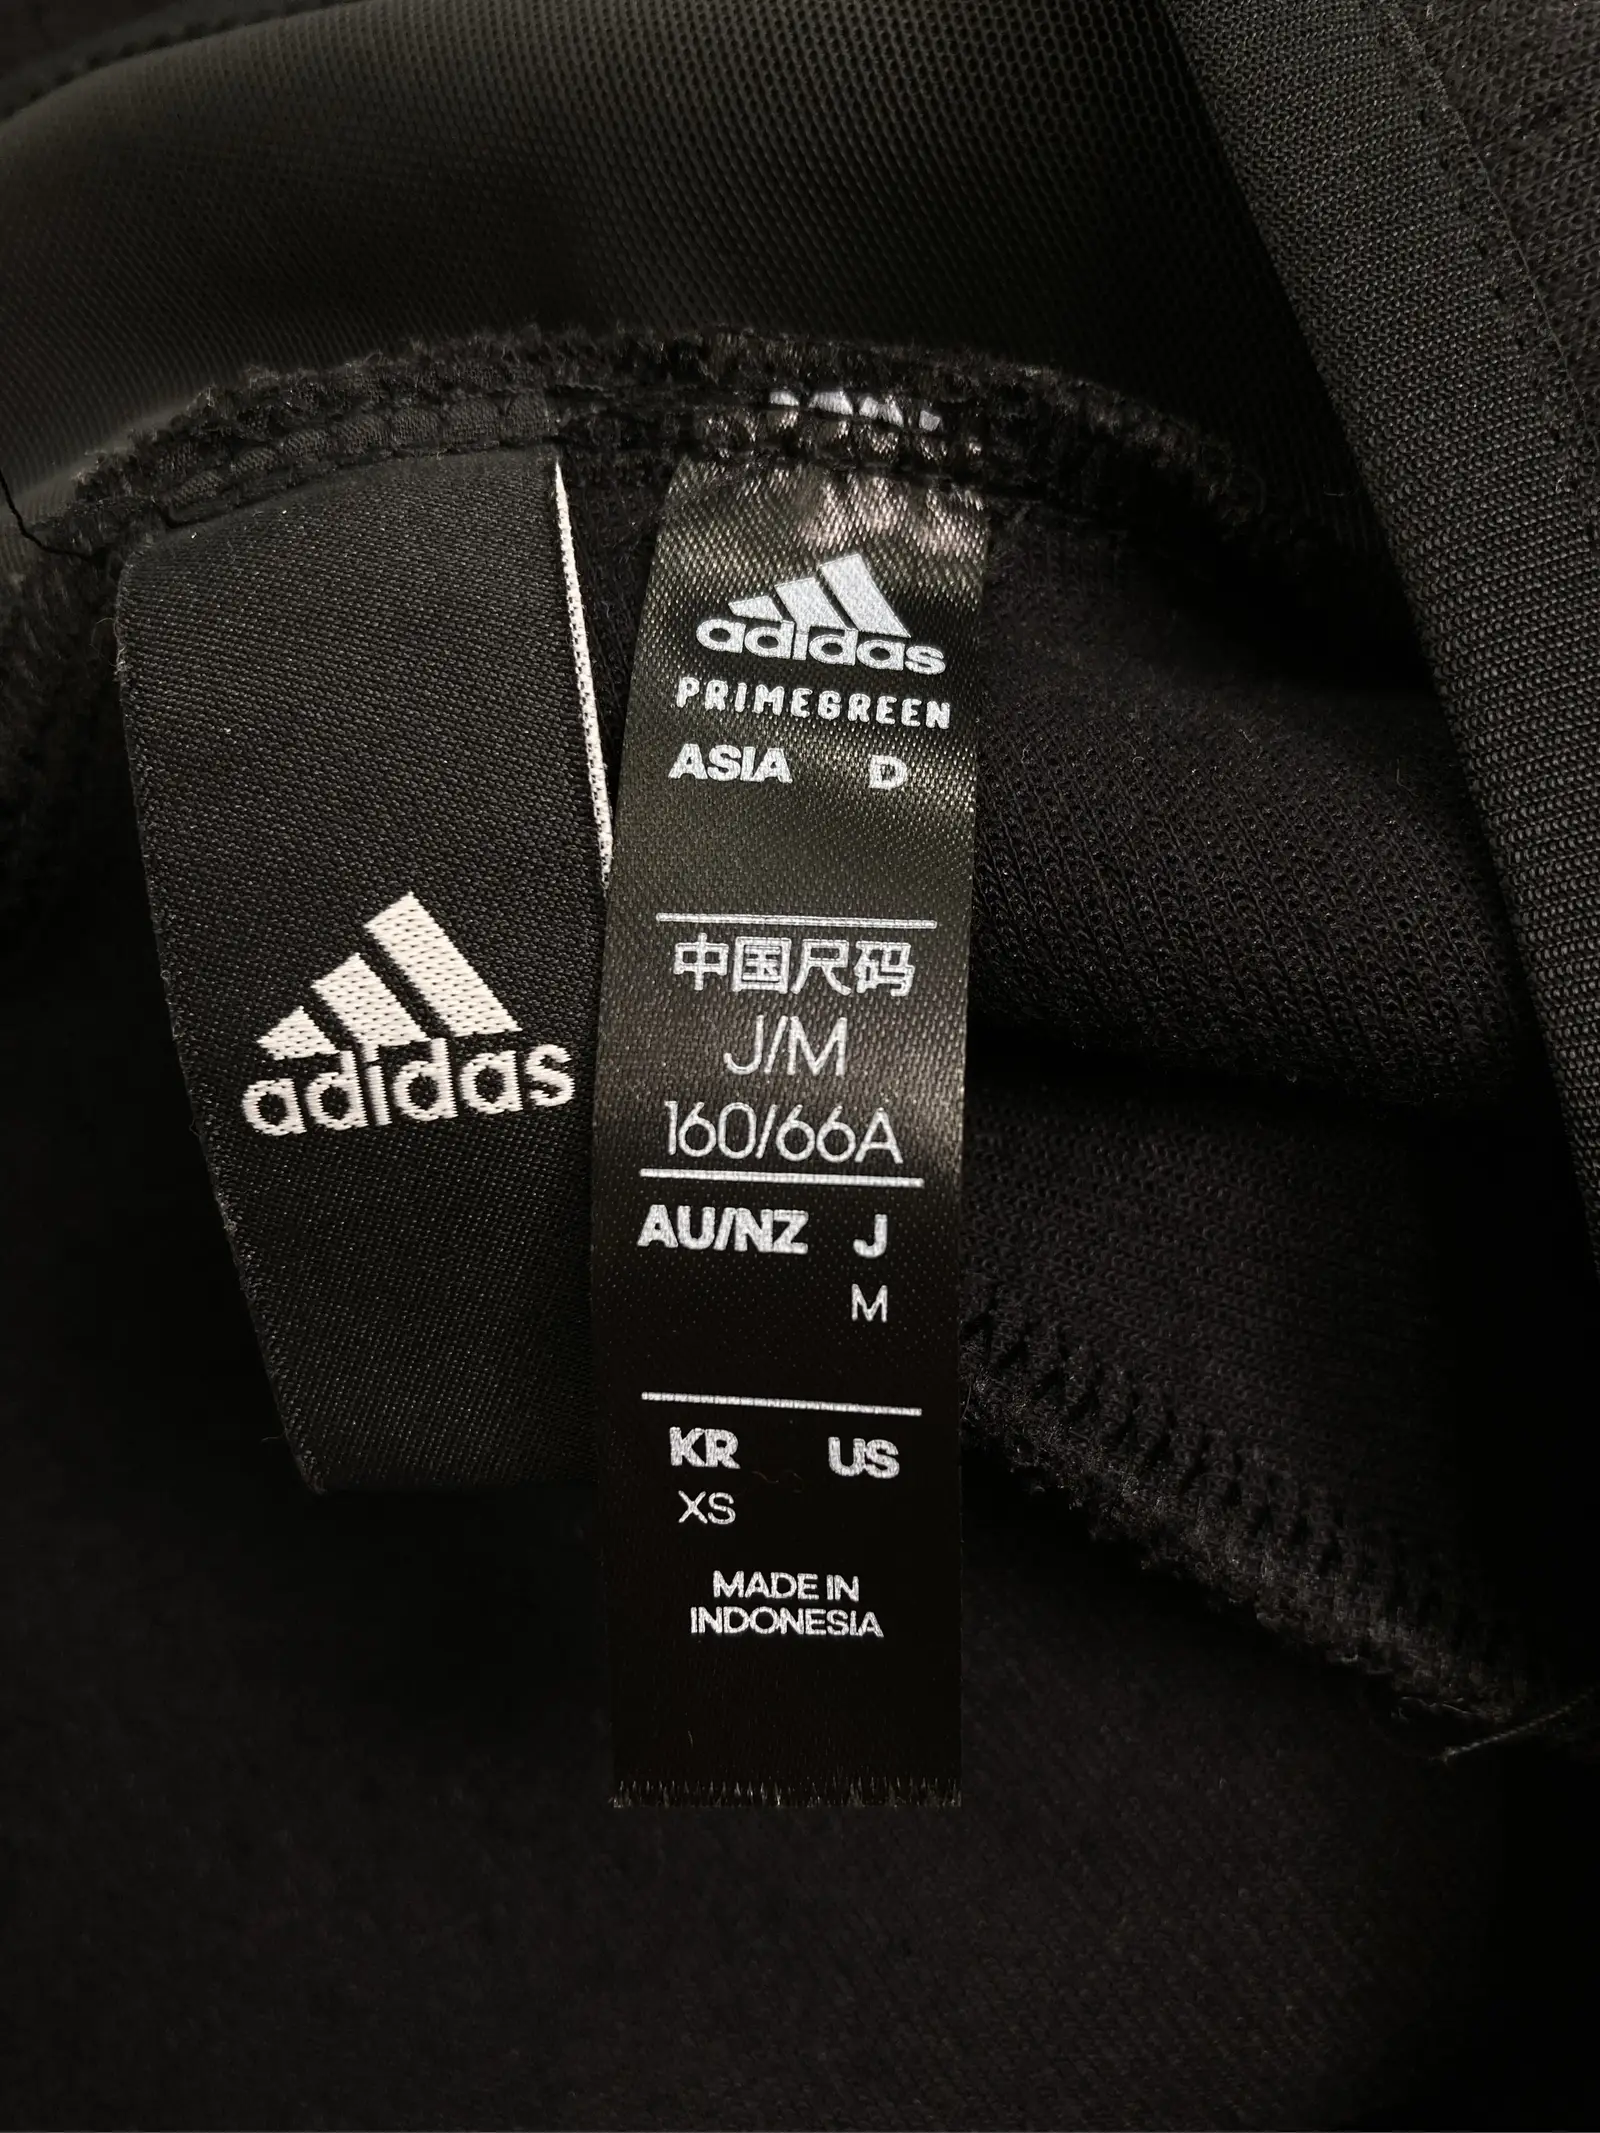 adidas
adidas
PRIMEGREEN
ASIA D
中国尺码
J/M
160/66A
AU/NZ J
M
KR US
XS
MADE IN
INDONESIA